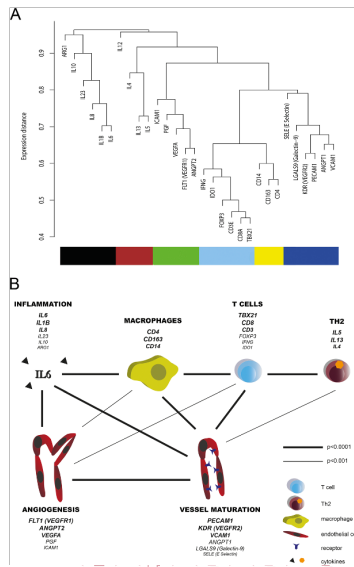 A
Expression distance
0.9
0.8
0.7
0.6
0.5
0.4
ARG1
IL10
IL23
IL8
IL1B
IL6
IL12
IL4
IL13
IL5
ICAM1
PGF
VEGFA
FLT1 (VEGFR1)
ANGPT2
IFNG
IDO1
FOXP3
CD3E
CD8A
TBX21
CD14
CD163
CD4
SELE (E Selectin)
LGALS9 (Galectin-9)
KDR (VEGFR2)
PECAM1
ANGPT1
VCAM1
B
INFLAMMATION
IL6
IL1B
IL8
IL23
IL10
ARG1
MACROPHAGES
CD4
CD163
CD14
T CELLS
TBX21
CD8
CD3
FOXP3
IFNG
IDO1
TH2
IL5
IL13
IL4
IL6
ANGIOGENESIS
FLT1 (VEGFR1)
ANGPT2
VEGFA
PGF
ICAM1
VESSEL MATURATION
PECAM1
KDR (VEGFR2)
VCAM1
ANGPT1
LGALS9 (Galectin-9)
SELE (E Selectin)
p<0.0001
p<0.001
T cell
Th2
macrophage
endothelial c
receptor
cytokines